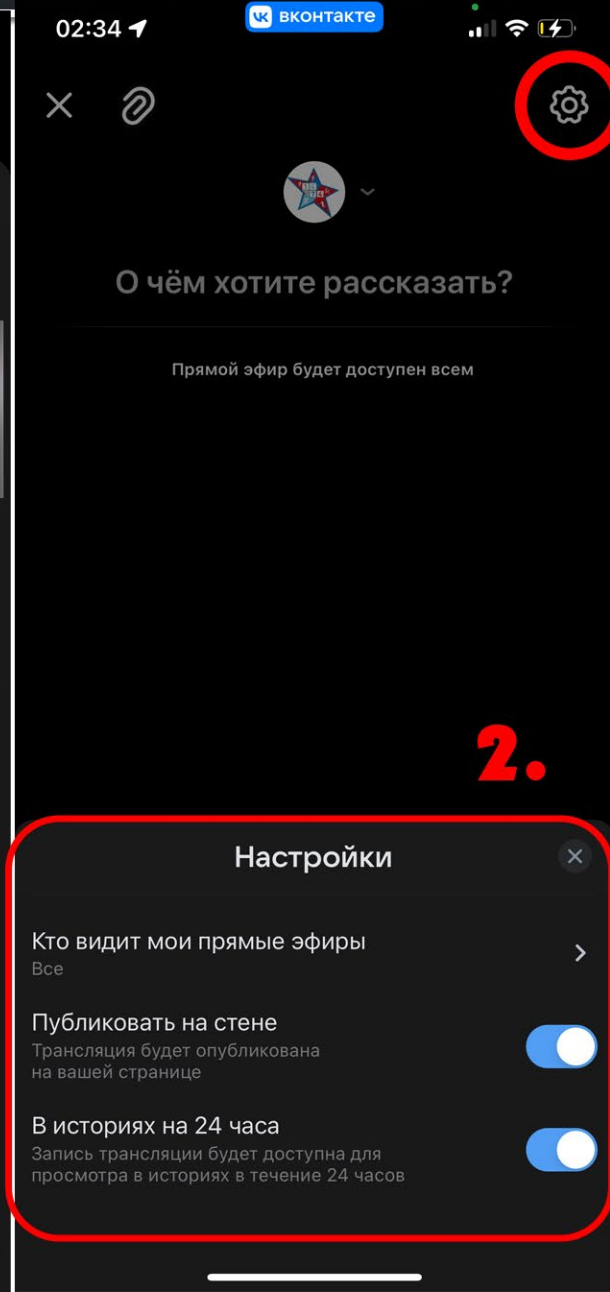 02:34
вконтакте
О чём хотите рассказать?
Прямой эфир будет доступен всем
2.
Настройки
Кто видит мои прямые эфиры
Все
Публиковать на стене
Трансляция будет опубликована
на вашей странице
В историях на 24 часа
Запись трансляции будет доступна для
просмотра в историях в течение 24 часов